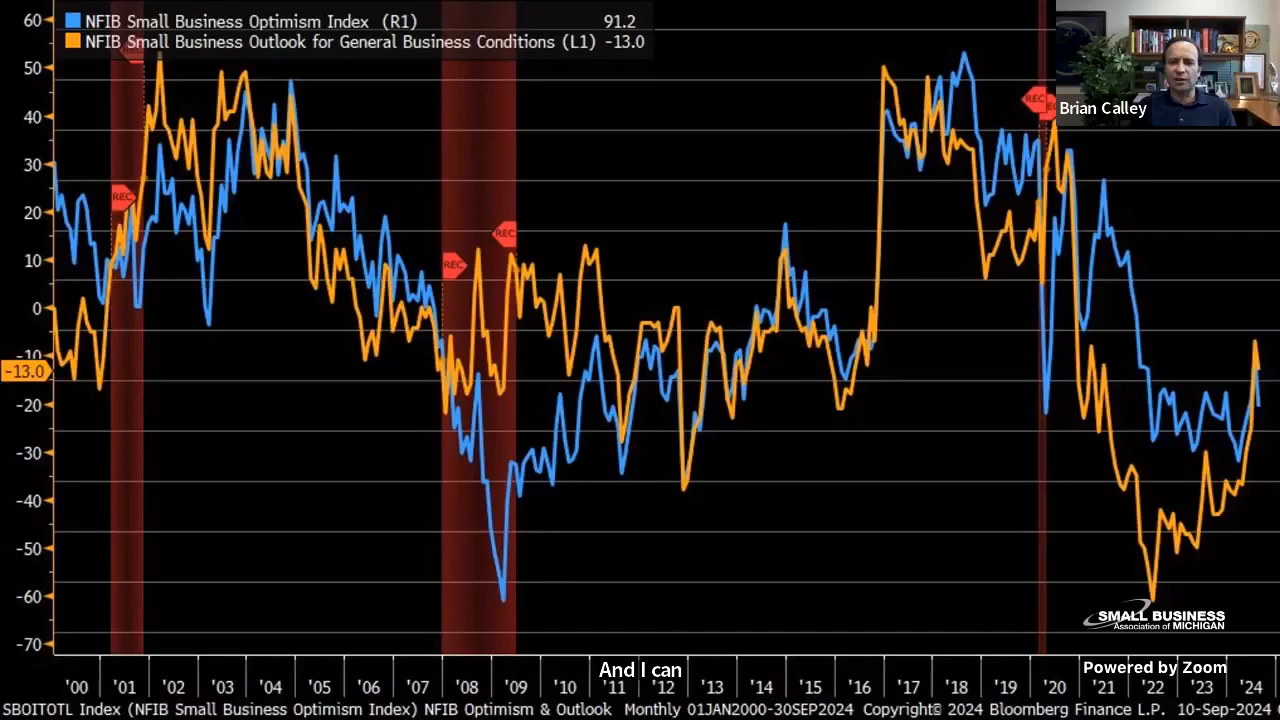 NFIB Small Business Optimism Index (R1) 91.2
NFIB Small Business Outlook for General Business Conditions (L1) -13.0
60
50
40
30
20
10
0
-10
-13.0
-20
-30
-40
-50
-60
-70
REC
REC
REC
REC
Brian Calley
SMALL BUSINESS
Association of MICHIGAN
And I can
Powered by Zoom
'00 '01 '02 '03 '04 '05 '06 '07 '08 '09 '10 '11 '12 '13 '14 '15 '16 '17 '18 '19 '20 '21 '22 '23 '24
SBOITOTL Index (NFIB Small Business Optimism Index) NFIB Optimism & Outlook Monthly 01JAN2000-30SEP2024 Copyright© 2024 Bloomberg Finance L.P. 10-Sep-2024